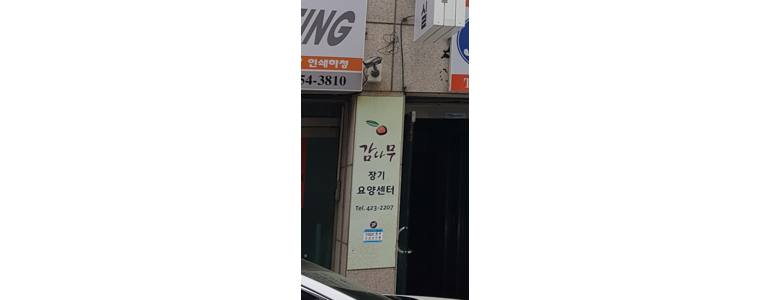 ING
인쇄하청
54-3810
감나무
장기
요양센터
Tel. 423-2207